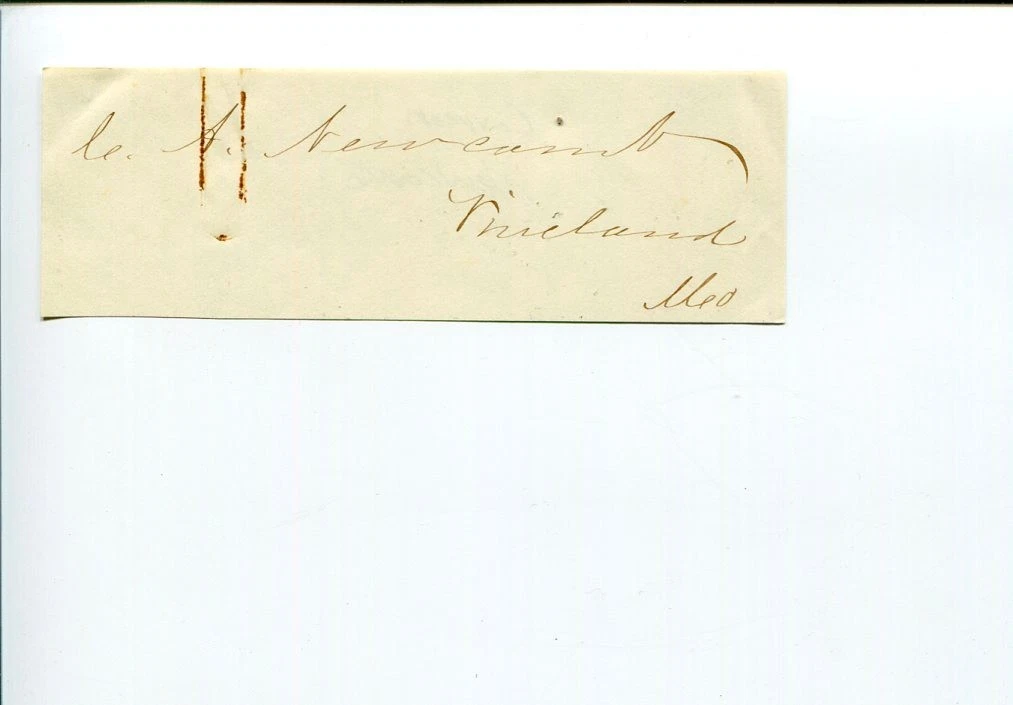 C. A. Newcomb
Vineland
Mo